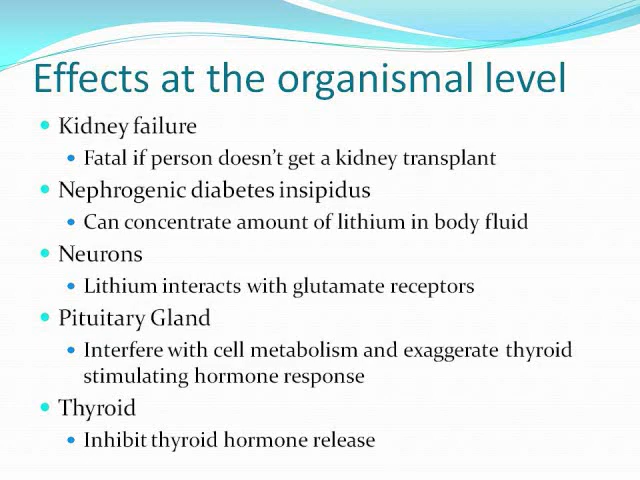 Effects at the organismal level
Kidney failure
Fatal if person doesn't get a kidney transplant
Nephrogenic diabetes insipidus
Can concentrate amount of lithium in body fluid
Neurons
Lithium interacts with glutamate receptors
Pituitary Gland
Interfere with cell metabolism and exaggerate thyroid
stimulating hormone response
Thyroid
Inhibit thyroid hormone release